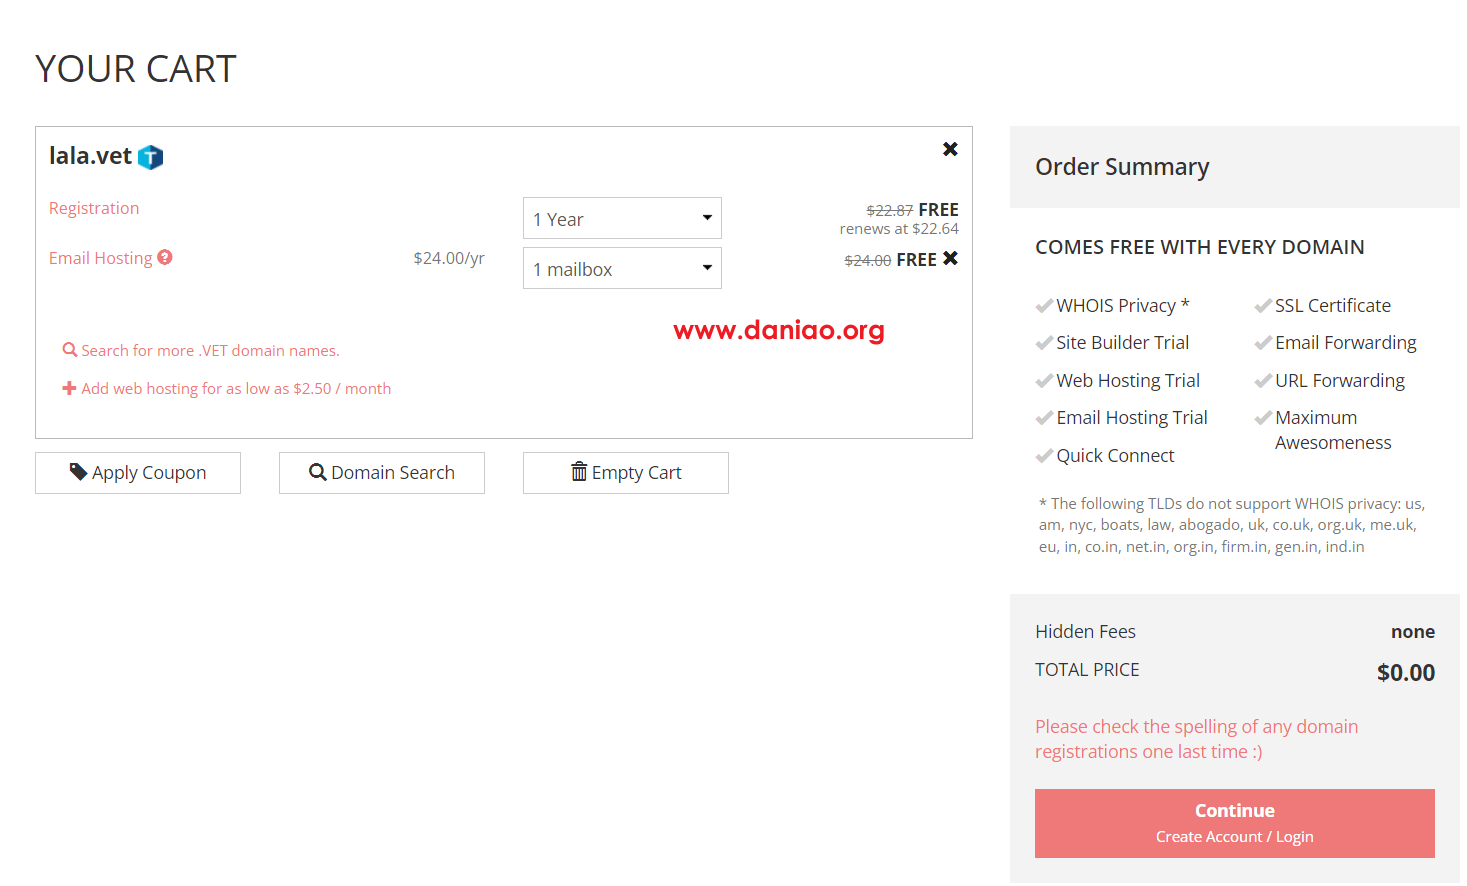 YOUR CART
lala.vet T
Registration
1 Year
$22.87 FREE
renews at $22.64
Email Hosting ?
$24.00/yr
1 mailbox
$24.00 FREE
www.daniao.org
Search for more .VET domain names.
Add web hosting for as low as $2.50 / month
Apply Coupon
Domain Search
Empty Cart
Order Summary
COMES FREE WITH EVERY DOMAIN
WHOIS Privacy *
SSL Certificate
Site Builder Trial
Email Forwarding
Web Hosting Trial
URL Forwarding
Email Hosting Trial
Maximum
Awesomeness
Quick Connect
* The following TLDs do not support WHOIS privacy: us,
am, nyc, boats, law, abogado, uk, co.uk, org.uk, me.uk,
eu, in, co.in, net.in, org.in, firm.in, gen.in, ind.in
Hidden Fees none
TOTAL PRICE $0.00
Please check the spelling of any domain
registrations one last time :)
Continue
Create Account / Login